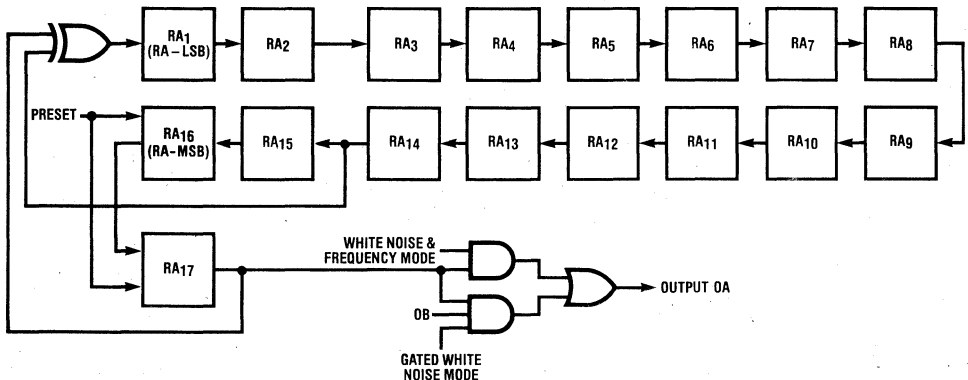 RA1
(RA-LSB)
RA2
RA3
RA4
RA5
RA6
RA7
RA8
PRESET
RA16
(RA-MSB)
RA15
RA14
RA13
RA12
RA11
RA10
RA9
RA17
WHITE NOISE &
FREQUENCY MODE
OB
GATED WHITE
NOISE MODE
OUTPUT OA